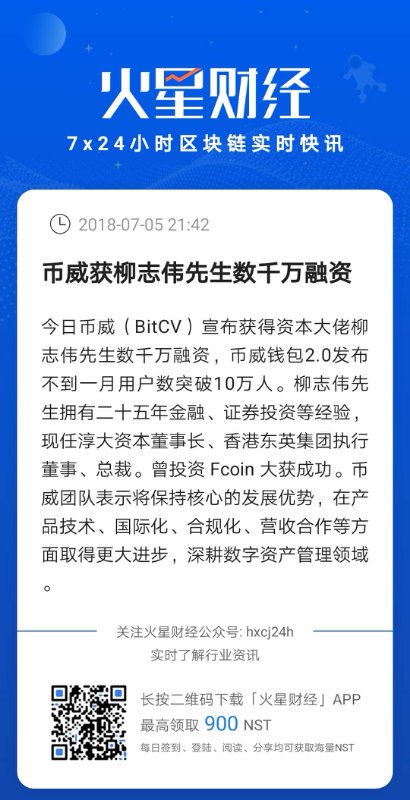 火星财经
7x24小时区块链实时快讯
2018-07-05 21:42
币威获柳志伟先生数千万融资
今日币威（BitCV）宣布获得资本大佬柳
志伟先生数千万融资，币威钱包2.0发布
不到一月用户数突破10万人。柳志伟先
生拥有二十五年金融、证券投资等经验，
现任淳大资本董事长、香港东英集团执行
董事、总裁。曾投资 Fcoin 大获成功。币
威团队表示将保持核心的发展优势，在产
品技术、国际化、合规化、营收合作等方
面取得更大进步，深耕数字资产管理领域
。
关注火星财经公众号: hxcj24h
实时了解行业资讯
长按二维码下载「火星财经」APP
最高领取 900 NST
每日签到、登陆、阅读、分享均可获取海量NST